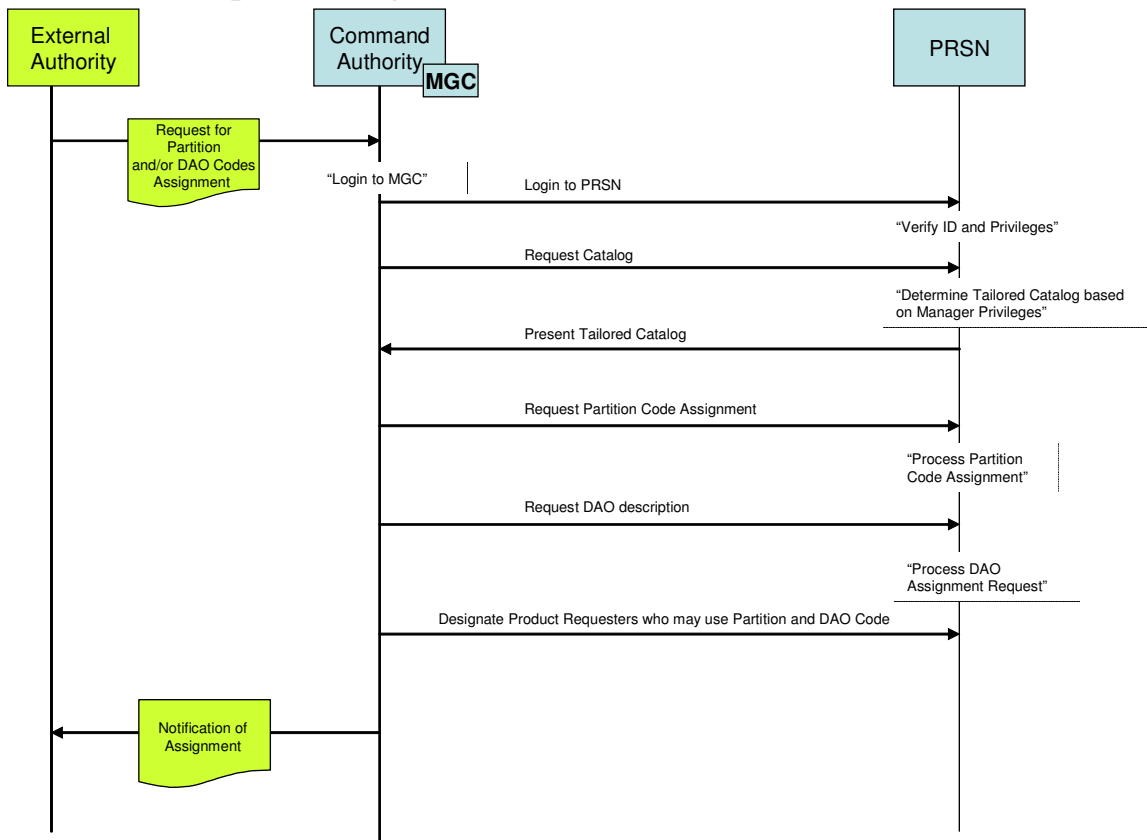 External
Authority
Command
Authority
MGC
PRSN
Request for
Partition
and/or DAO Codes
Assignment
“Login to MGC”
Login to PRSN
“Verify ID and Privileges”
Request Catalog
“Determine Tailored Catalog based
on Manager Privileges”
Present Tailored Catalog
Request Partition Code Assignment
“Process Partition
Code Assignment”
Request DAO description
“Process DAO
Assignment Request”
Designate Product Requesters who may use Partition and DAO Code
Notification of
Assignment